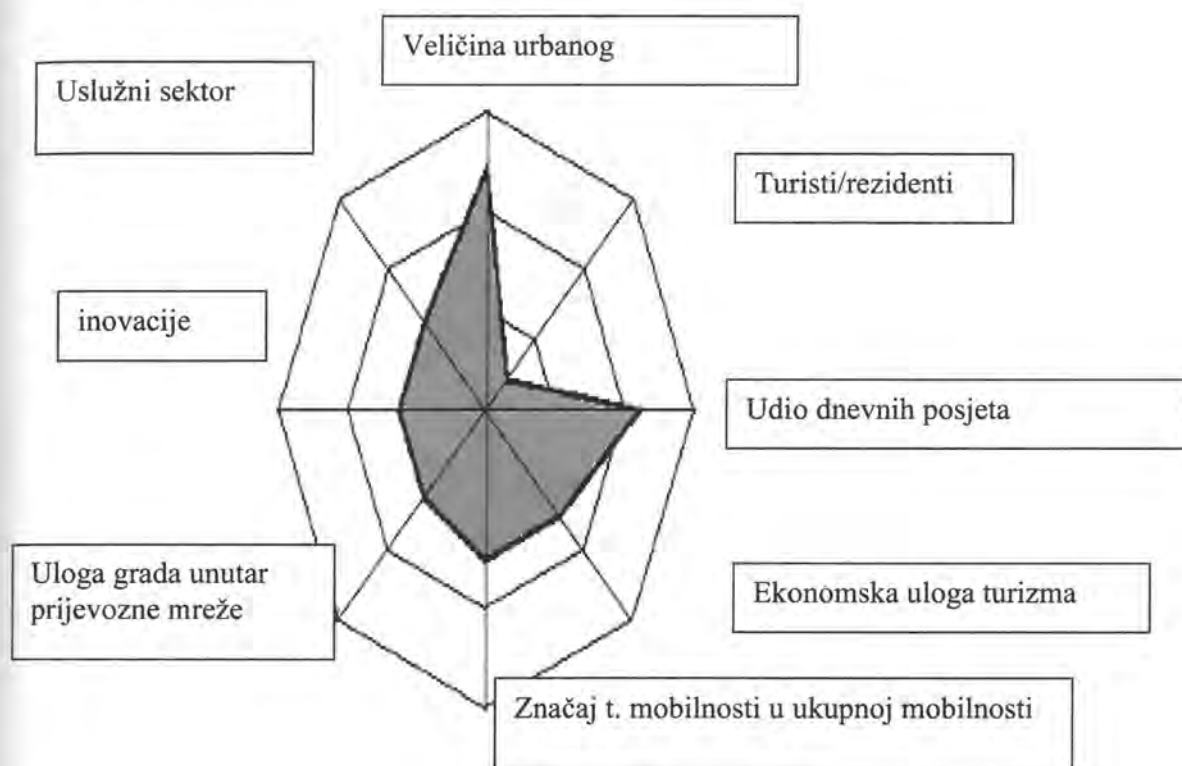 Veličina urbanog
Uslužni sektor
Turisti/rezidenti
inovacije
Udio dnevnih posjeta
Uloga grada unutar
prijevozne mreže
Ekonomska uloga turizma
Značaj t. mobilnosti u ukupnoj mobilnosti